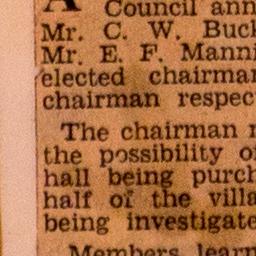 A Council ann
Mr. C. W. Buck
Mr. E. F. Manni
elected chairman
chairman respec
The chairman r
the possibility of
hall being purch
half of the villa
being investigate
Members learn